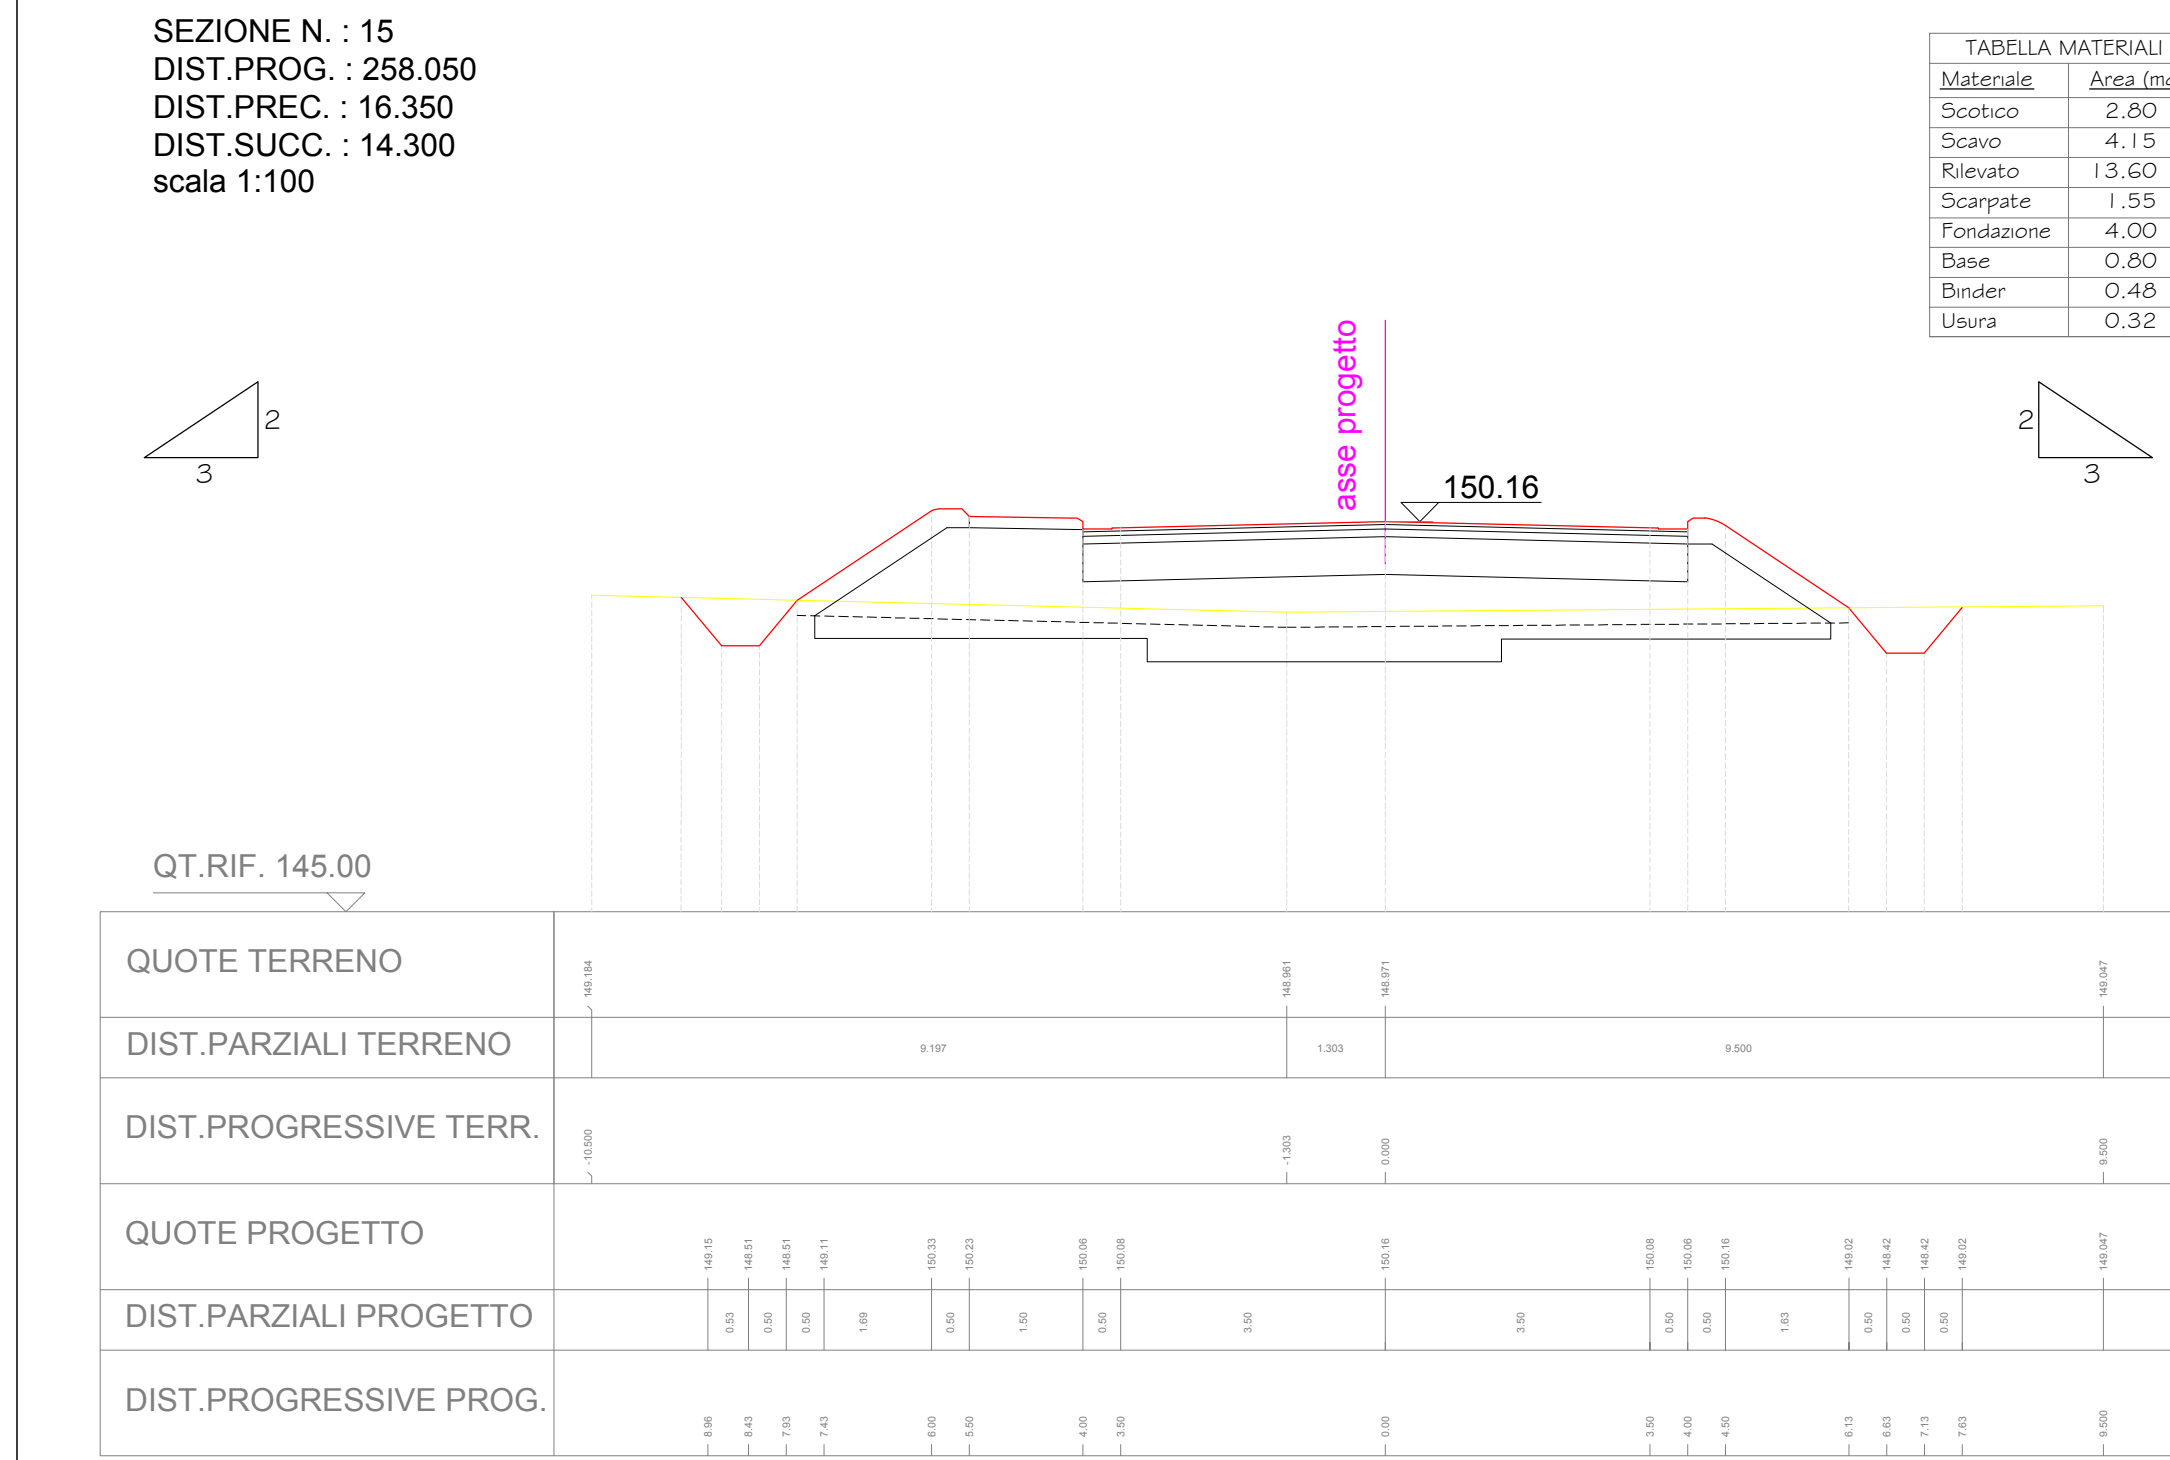 SEZIONE N. : 15
DIST.PROG. : 258.050
DIST.PREC. : 16.350
DIST.SUCC. : 14.300
scala 1:100
TABELLA MATERIALI
Materiale Area (mq
Scotico 2.80
Scavo 4.15
Rilevato 13.60
Scarpate 1.55
Fondazione 4.00
Base 0.80
Binder 0.48
Usura 0.32
2
3
2
3
asse progetto
150.16
QT.RIF. 145.00
QUOTE TERRENO 149.184 148.961 148.971 149.047
DIST.PARZIALI TERRENO 9.197 1.303 9.500
DIST.PROGRESSIVE TERR. -10.500 -1.303 0.000 9.500
QUOTE PROGETTO 149.15 148.51 148.51 149.11 150.33 150.23 150.06 150.08 150.16 150.08 150.06 150.16 149.02 148.42 148.42 149.02 149.047
DIST.PARZIALI PROGETTO 0.53 0.50 0.50 1.69 0.50 1.50 0.50 3.50 3.50 0.50 0.50 1.63 0.50 0.50 0.50
DIST.PROGRESSIVE PROG. 8.96 8.43 7.93 7.43 6.00 5.50 4.00 3.50 0.00 3.50 4.00 4.50 6.13 6.63 7.13 7.63 9.500